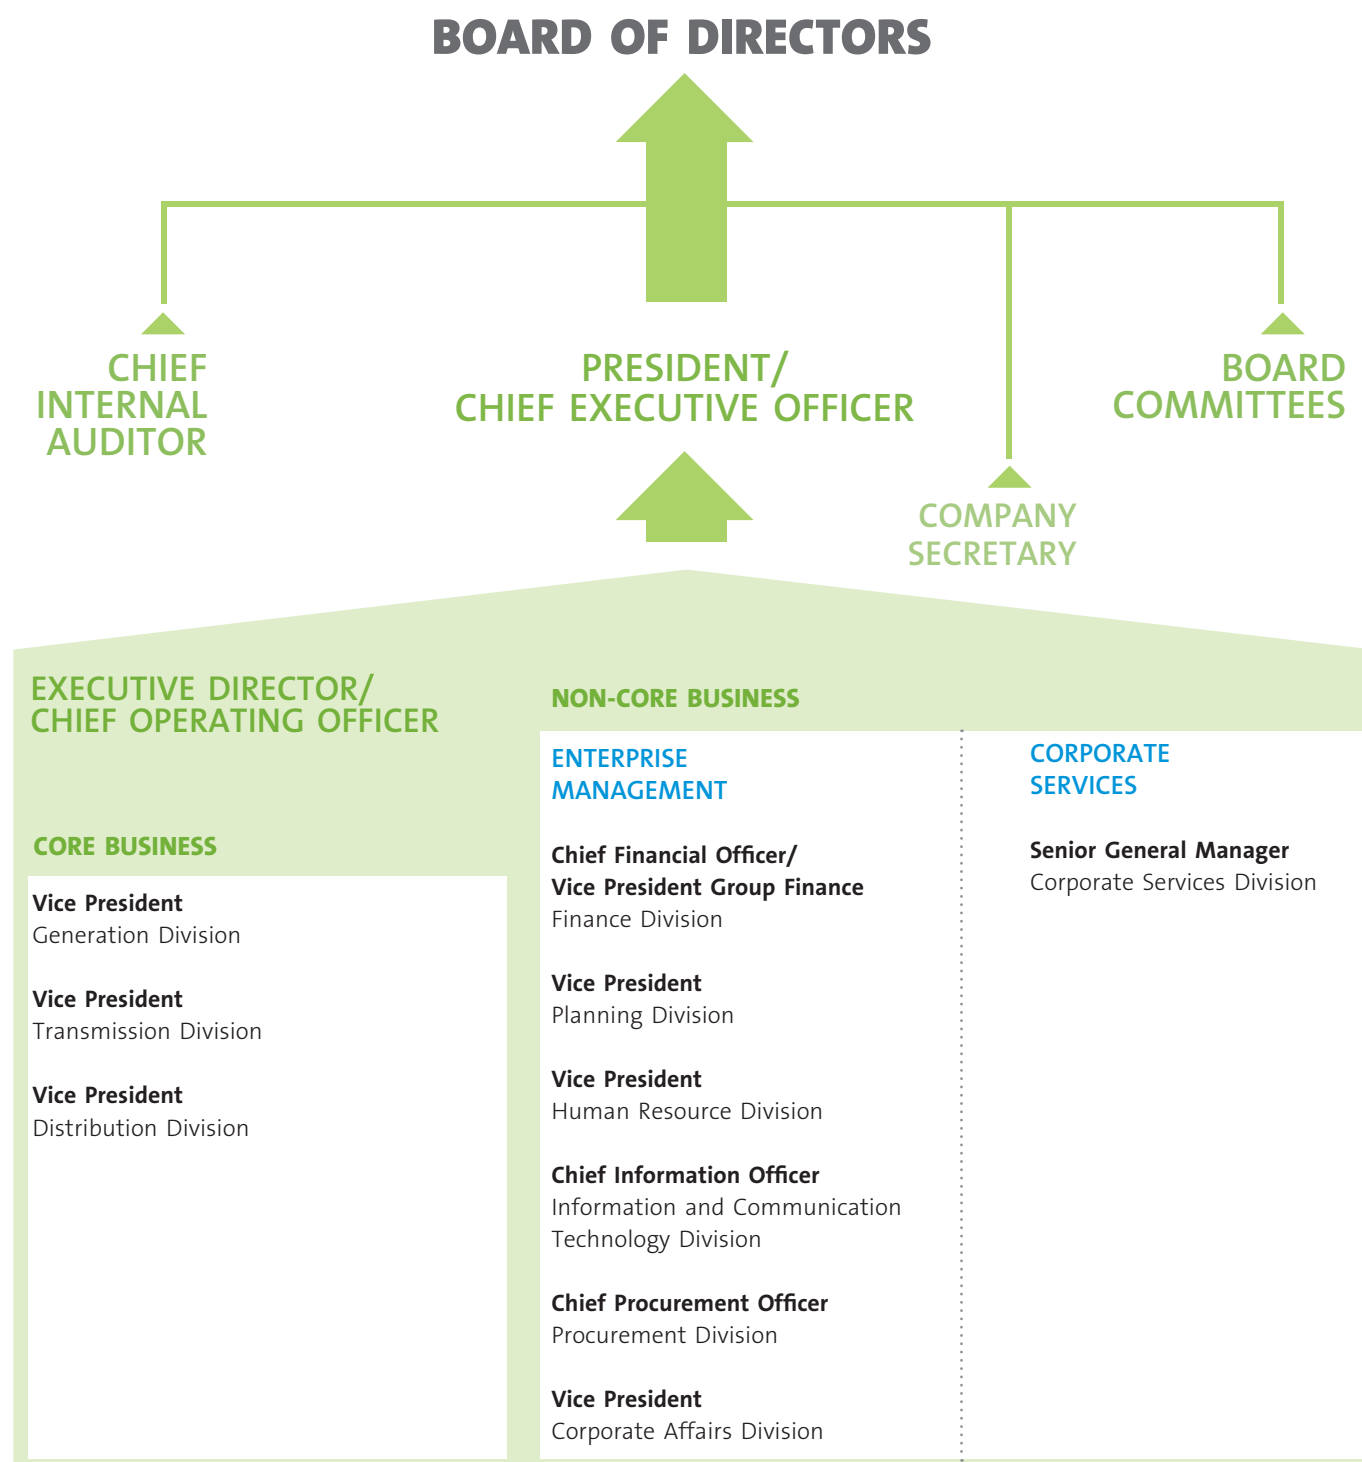 BOARD OF DIRECTORS
CHIEF
INTERNAL
AUDITOR
PRESIDENT/
CHIEF EXECUTIVE OFFICER
BOARD
COMMITTEES
COMPANY
SECRETARY
EXECUTIVE DIRECTOR/
CHIEF OPERATING OFFICER
CORE BUSINESS
Vice President
Generation Division
Vice President
Transmission Division
Vice President
Distribution Division
NON-CORE BUSINESS
ENTERPRISE
MANAGEMENT
Chief Financial Officer/
Vice President Group Finance
Finance Division
Vice President
Planning Division
Vice President
Human Resource Division
Chief Information Officer
Information and Communication
Technology Division
Chief Procurement Officer
Procurement Division
Vice President
Corporate Affairs Division
CORPORATE
SERVICES
Senior General Manager
Corporate Services Division